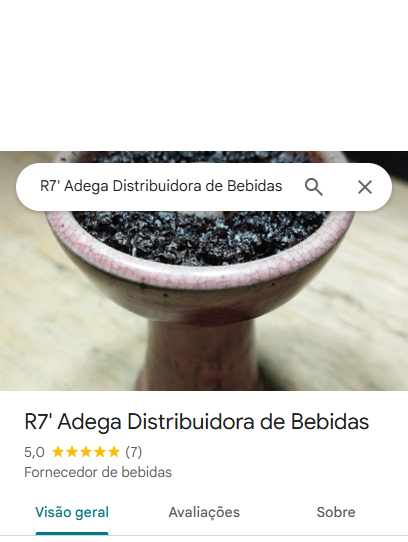 R7' Adega Distribuidora de Bebidas
R7' Adega Distribuidora de Bebidas
5,0 (7)
Fornecedor de bebidas
Visão geral Avaliações Sobre